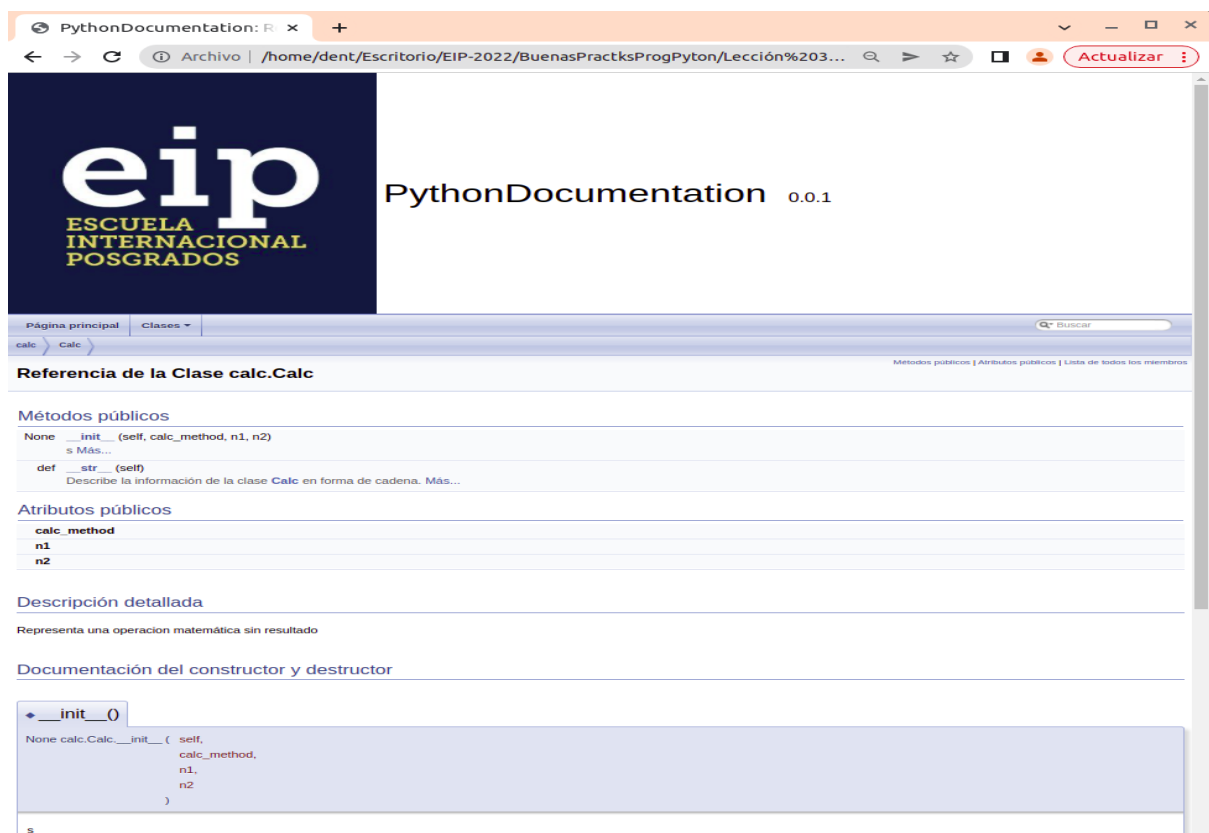 PythonDocumentation: R
Archivo | /home/dent/Escritorio/EIP-2022/BuenasPractksProgPyton/Lección%203...
Actualizar
eip
ESCUELA
INTERNACIONAL
POSGRADOS
PythonDocumentation 0.0.1
Página principal Clases
Buscar
calc Calc
Métodos públicos | Atributos públicos | Lista de todos los miembros
Referencia de la Clase calc.Calc
Métodos públicos
None __init__ (self, calc_method, n1, n2)
s Más...
def __str__ (self)
Describe la información de la clase Calc en forma de cadena. Más...
Atributos públicos
calc_method
n1
n2
Descripción detallada
Representa una operacion matemática sin resultado
Documentación del constructor y destructor
◆ __init__()
None calc.Calc.__init__ ( self,
calc_method,
n1,
n2
)
s